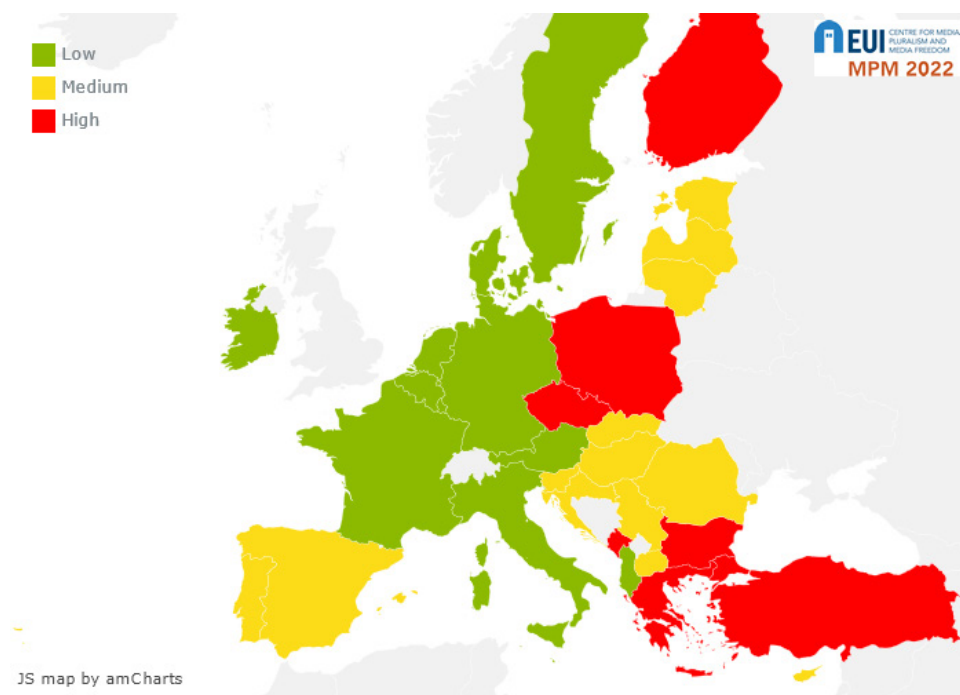 Low
Medium
High
EUI
CENTRE FOR MEDIA
PLURALISM AND
MEDIA FREEDOM
MPM 2022
JS map by amCharts